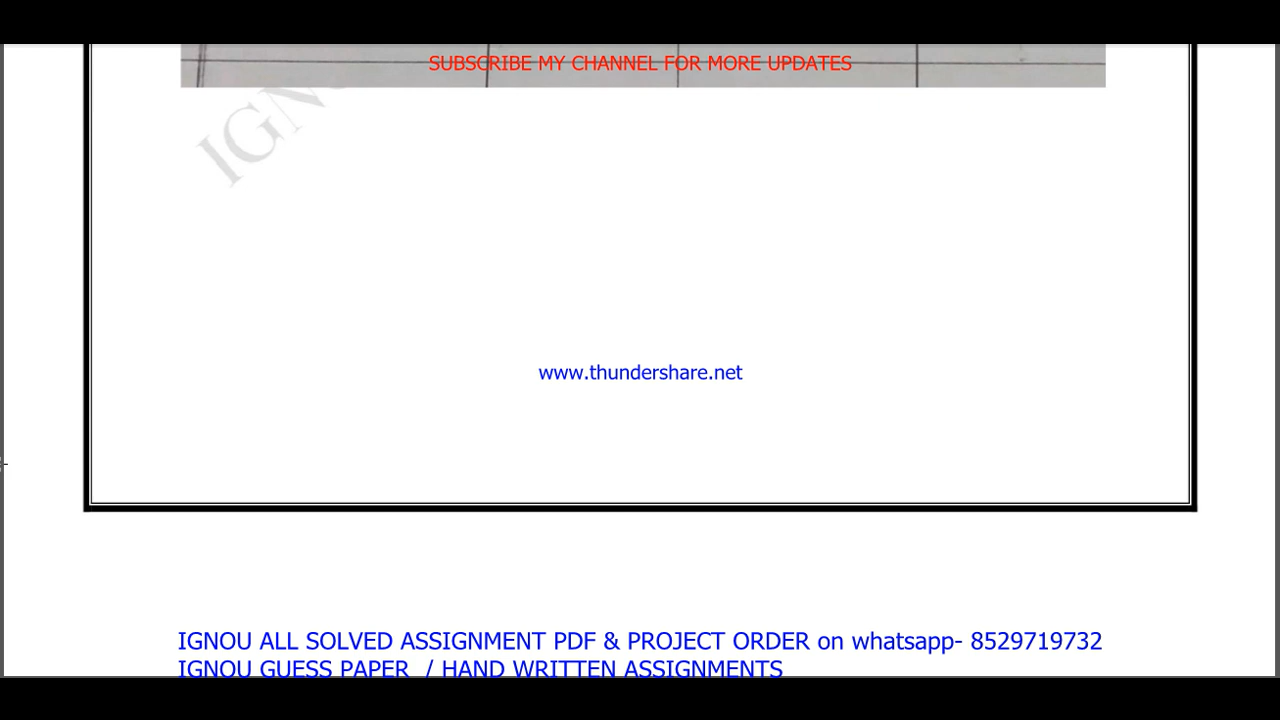 SUBSCRIBE MY CHANNEL FOR MORE UPDATES
IGN
www.thundershare.net
IGNOU ALL SOLVED ASSIGNMENT PDF & PROJECT ORDER on whatsapp- 8529719732
IGNOU GUESS PAPER / HAND WRITTEN ASSIGNMENTS